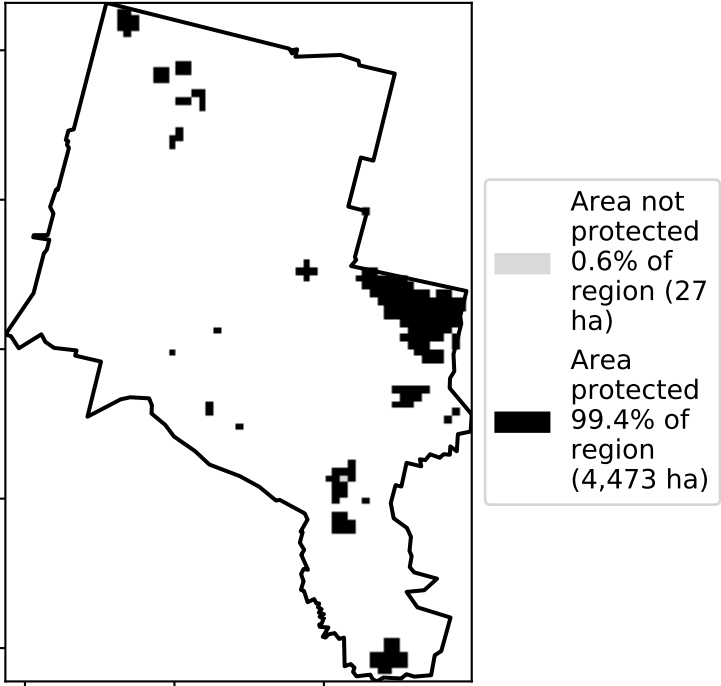 Area not
protected
0.6% of
region (27
ha)
Area
protected
99.4% of
region
(4,473 ha)